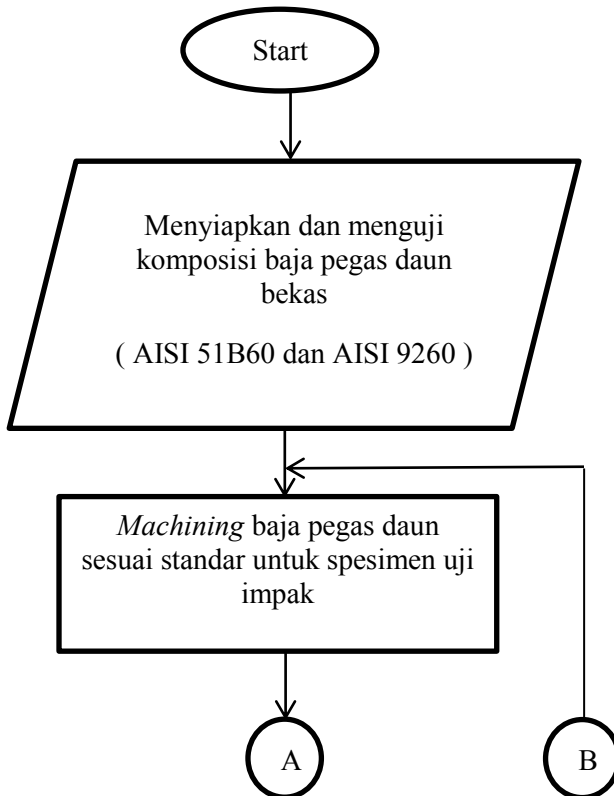 Start
Menyiapkan dan menguji
komposisi baja pegas daun
bekas
( AISI 51B60 dan AISI 9260 )
Machining baja pegas daun
sesuai standar untuk spesimen uji
impak
A
B